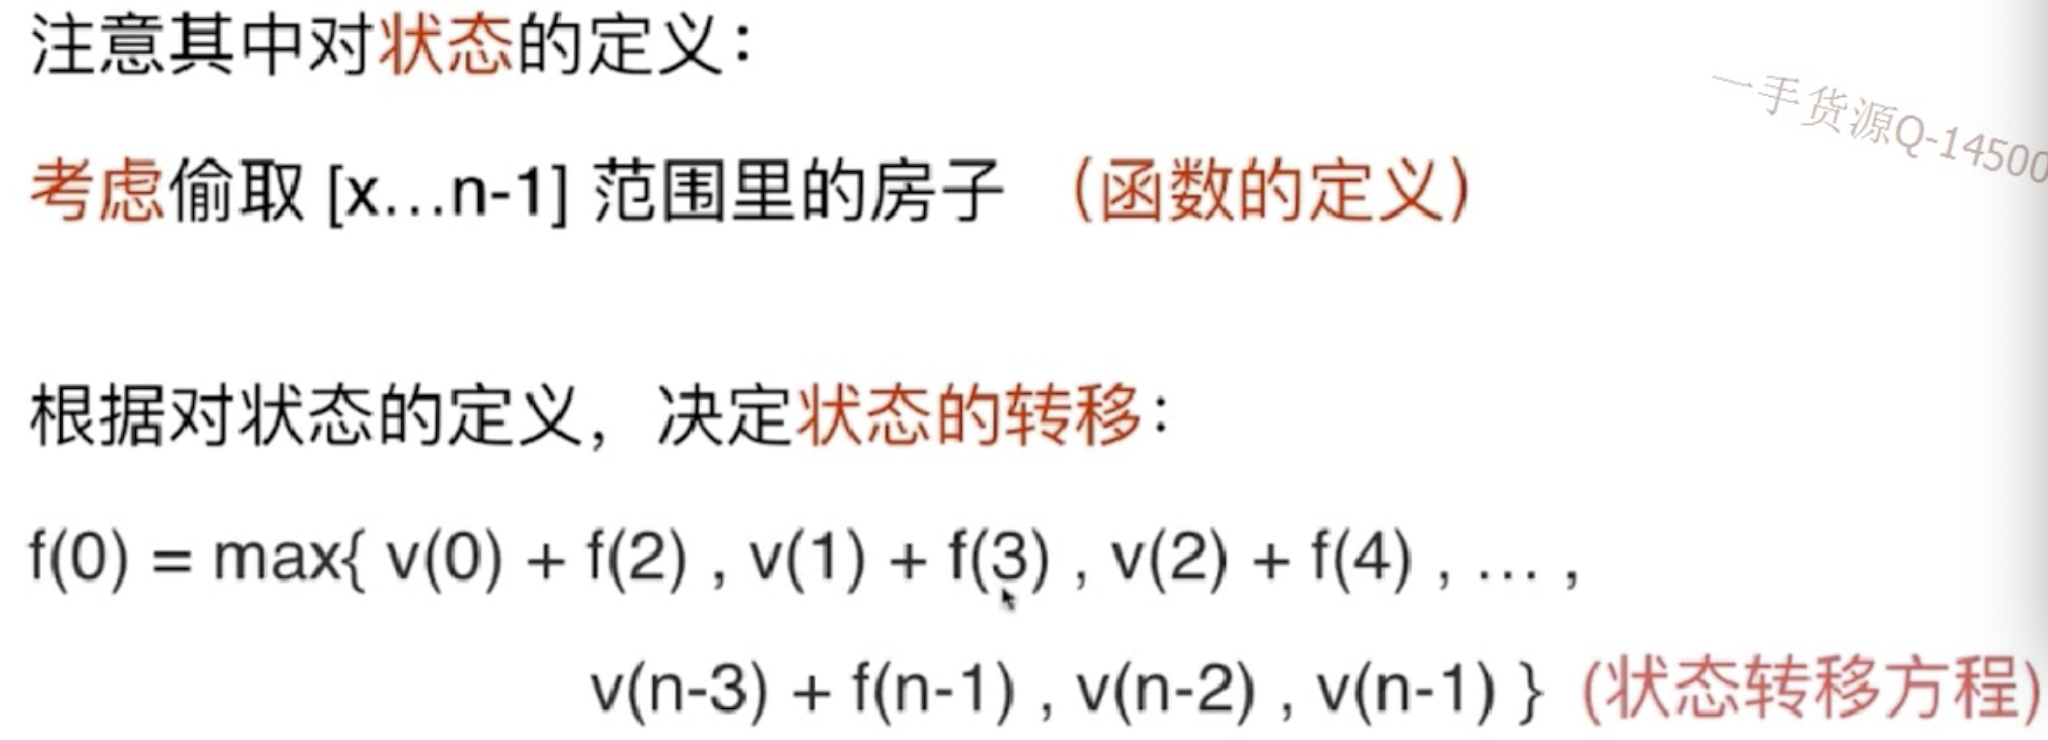 注意其中对状态的定义：
一手货源Q-14500
考虑偷取 [x...n-1] 范围里的房子 （函数的定义）
根据对状态的定义，决定状态的转移：
f(0) = max{ v(0) + f(2) , v(1) + f(3) , v(2) + f(4) , ... ,
v(n-3) + f(n-1) , v(n-2) , v(n-1) } (状态转移方程)